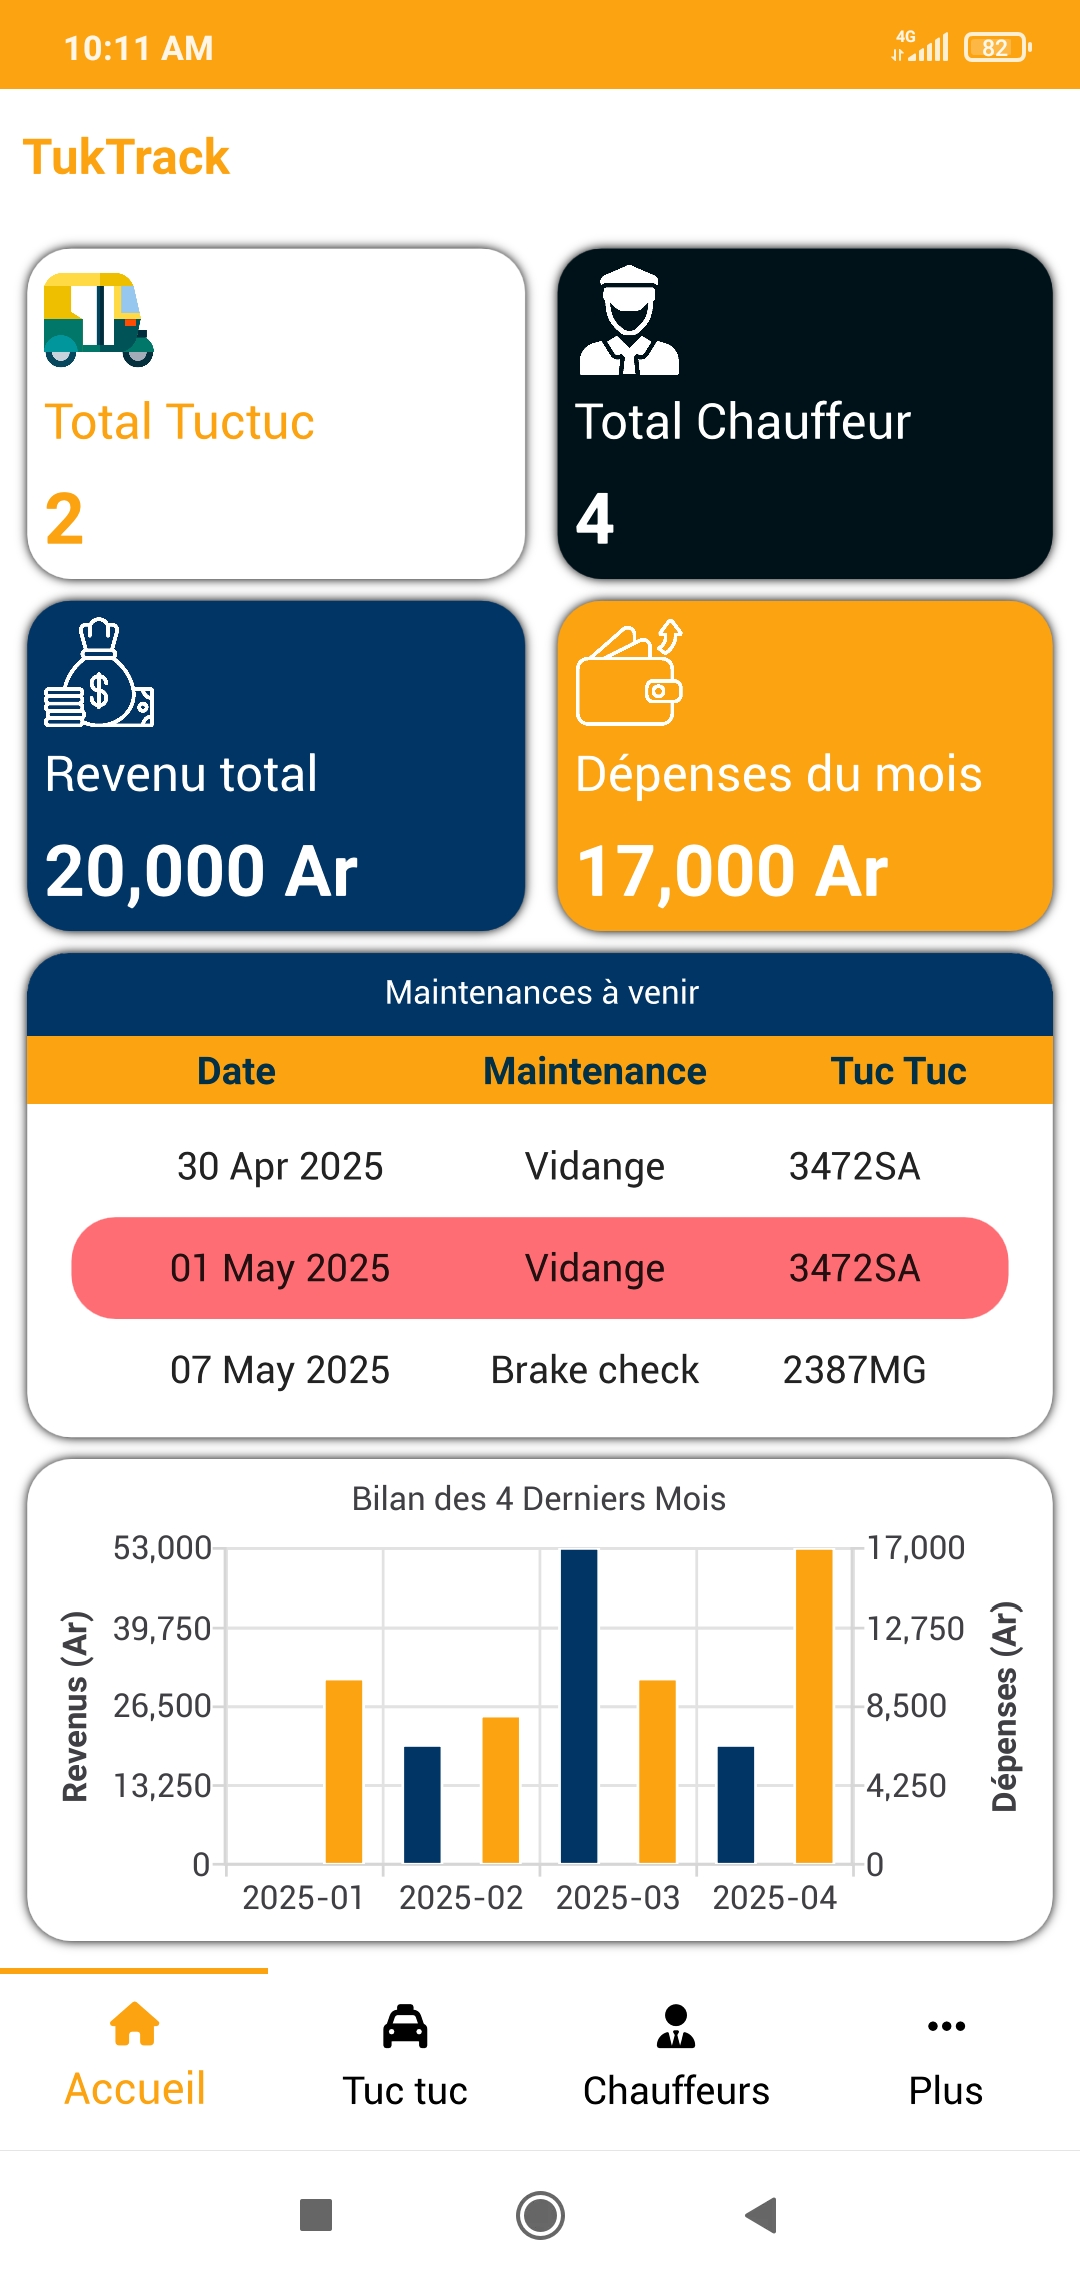 10:11 AM 4G 82
TukTrack
Total Tuctuc
2
Total Chauffeur
4
Revenu total
20,000 Ar
Dépenses du mois
17,000 Ar
Maintenances à venir
Date Maintenance Tuc Tuc
30 Apr 2025 Vidange 3472SA
01 May 2025 Vidange 3472SA
07 May 2025 Brake check 2387MG
Bilan des 4 Derniers Mois
Revenus (Ar)
53,000
39,750
26,500
13,250
0
17,000
12,750
8,500
4,250
0
Dépenses (Ar)
2025-01 2025-02 2025-03 2025-04
Accueil Tuc tuc Chauffeurs Plus